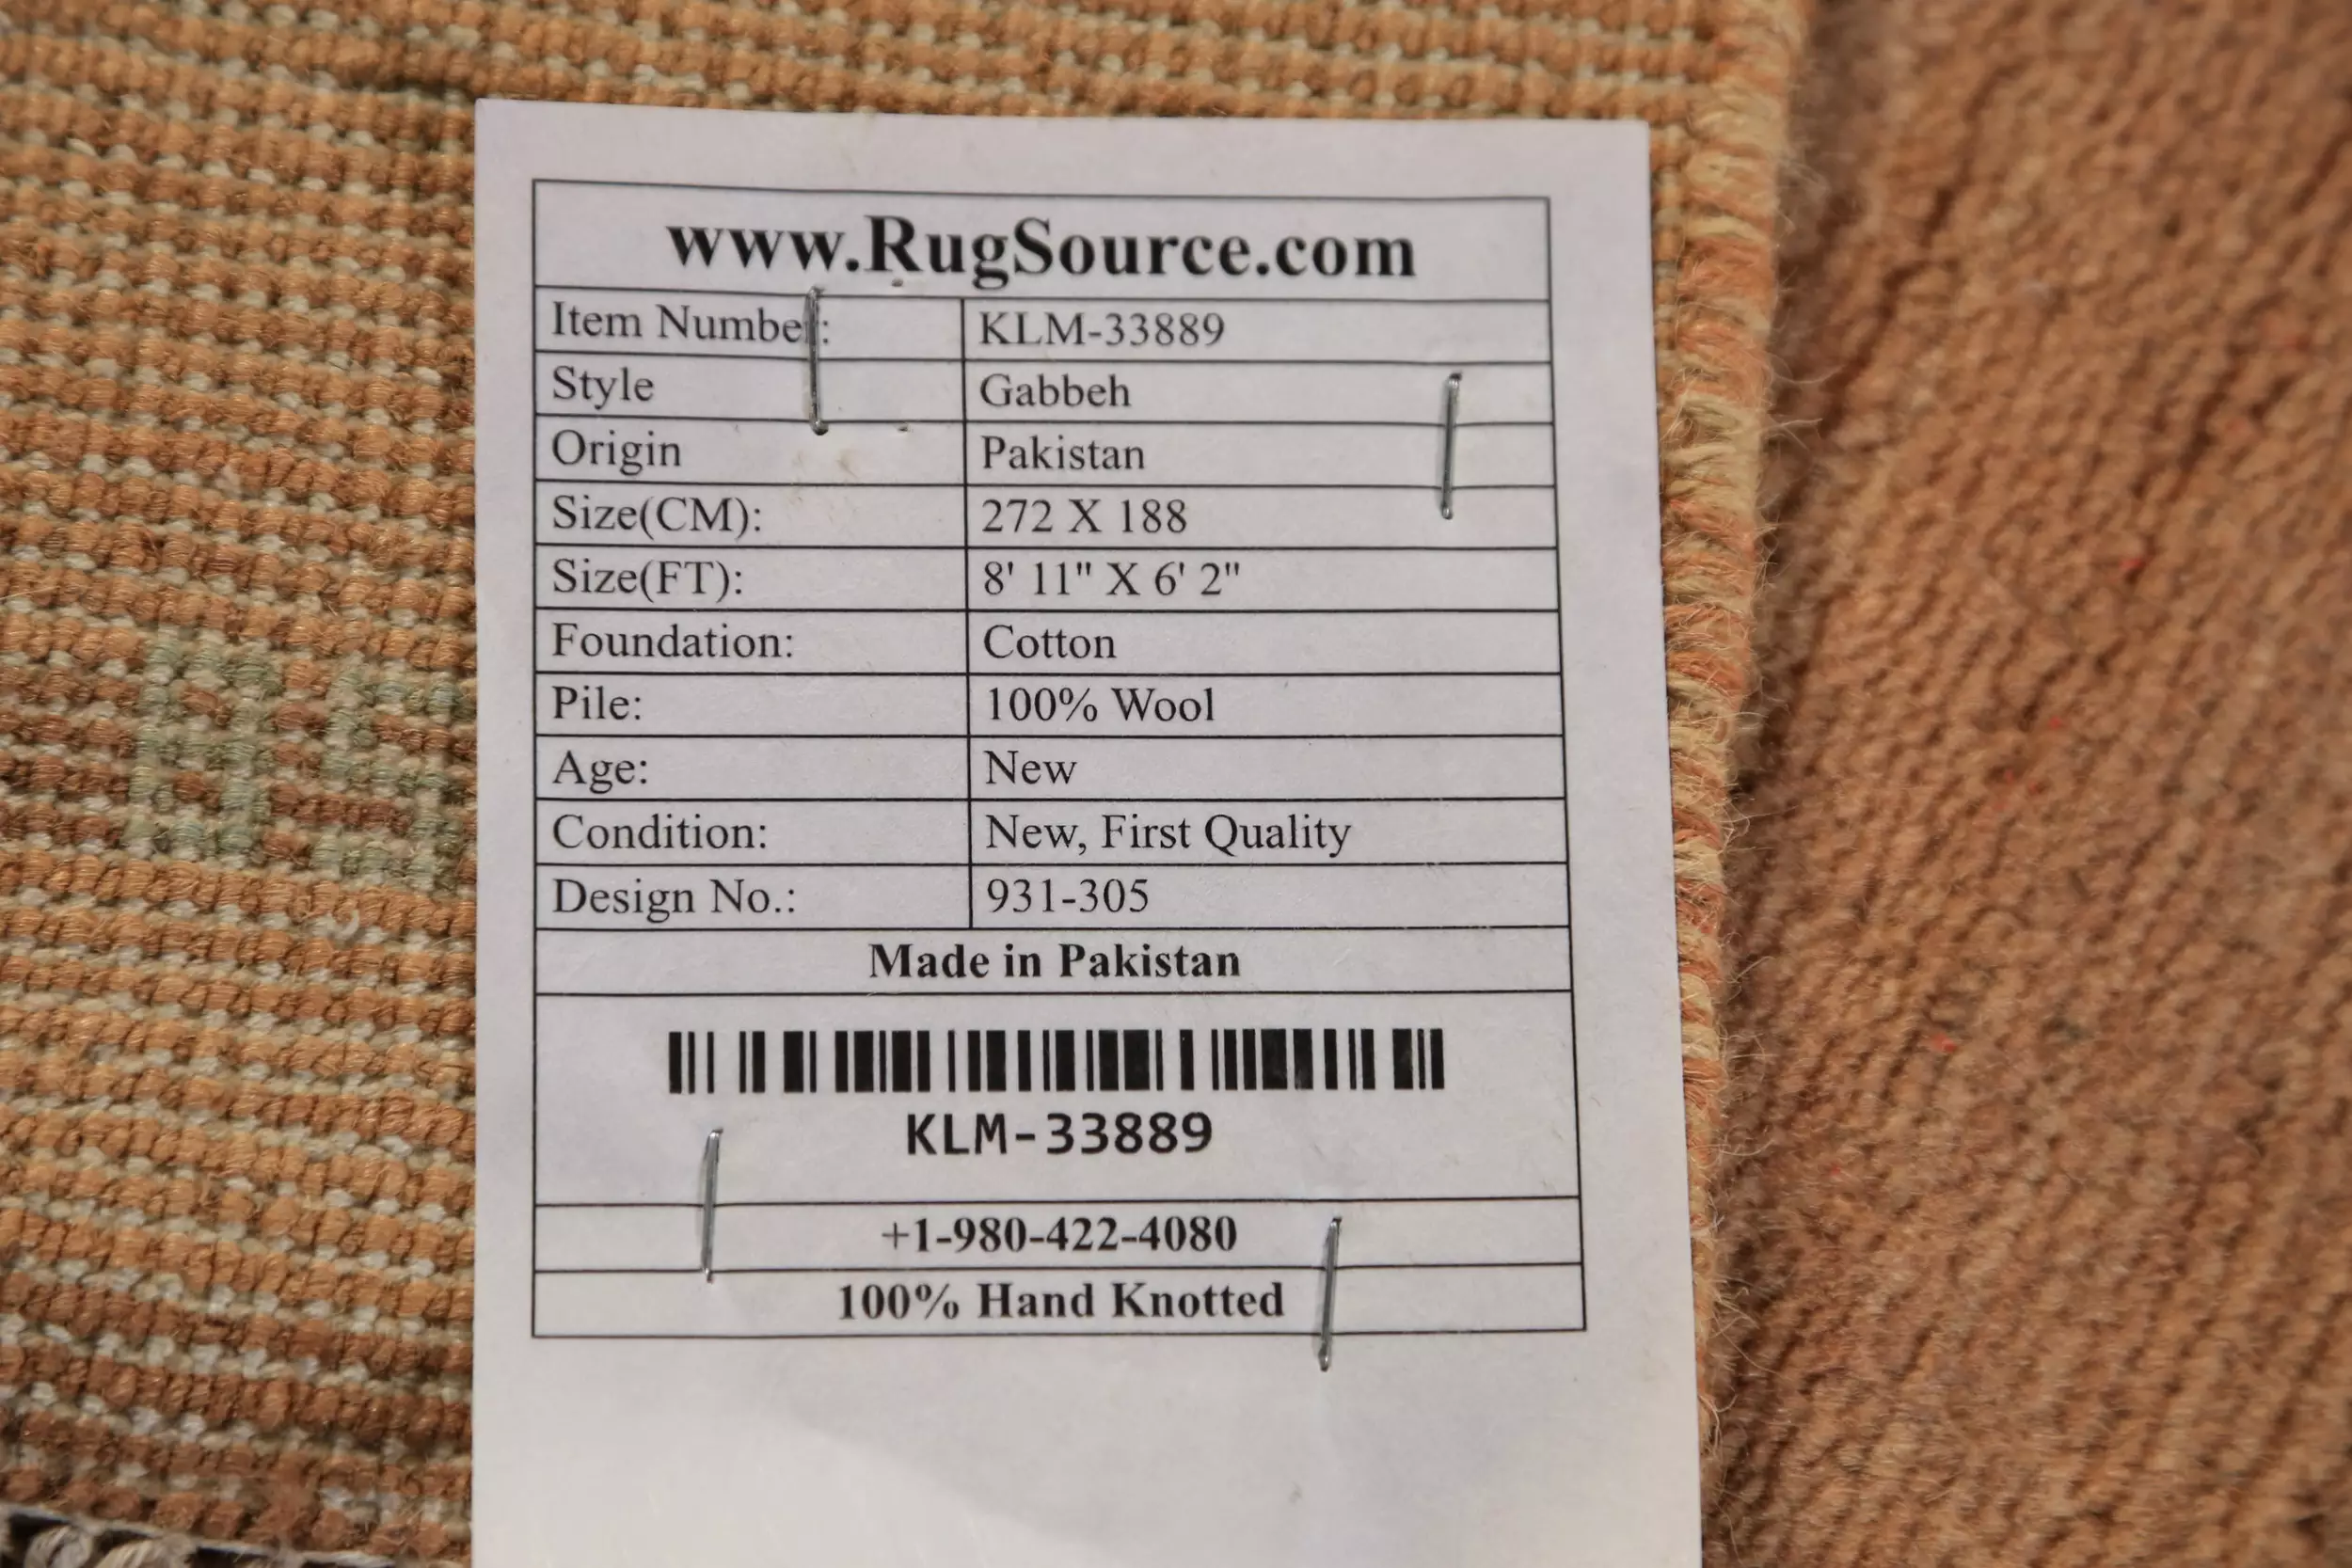 www.RugSource.com
Item Number: KLM-33889
Style Gabbeh
Origin Pakistan
Size(CM): 272 X 188
Size(FT): 8' 11" X 6' 2"
Foundation: Cotton
Pile: 100% Wool
Age: New
Condition: New, First Quality
Design No.: 931-305
Made in Pakistan
KLM-33889
+1-980-422-4080
100% Hand Knotted